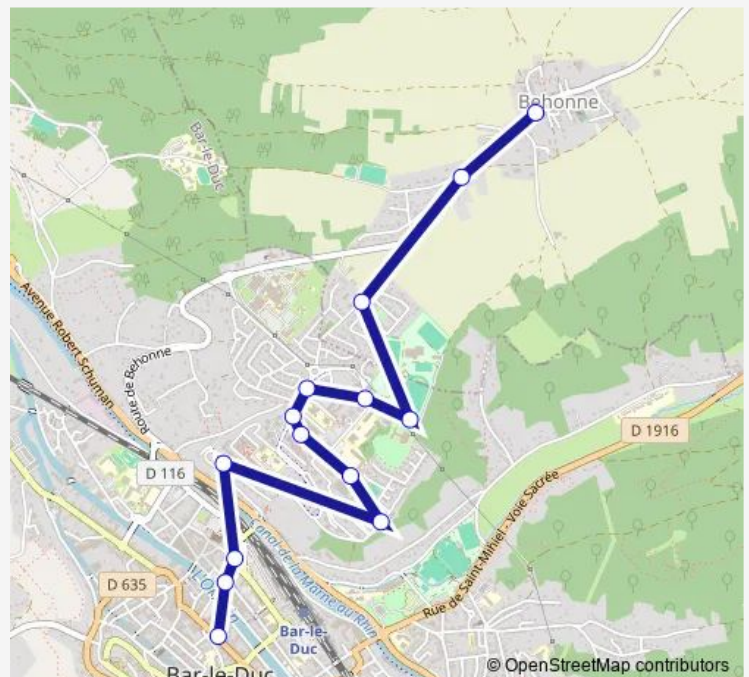 Behonne
Bar-le-Duc
Avenue Robert Schuman
Route de Behonne
D 1916
D 116
Rue de Saint-Mihiel - Voie Sacrée
Canal de la Marne au Rhin
D 635
Bar-le-
Duc
Bar-le-Duc
© OpenStreetMap contributors